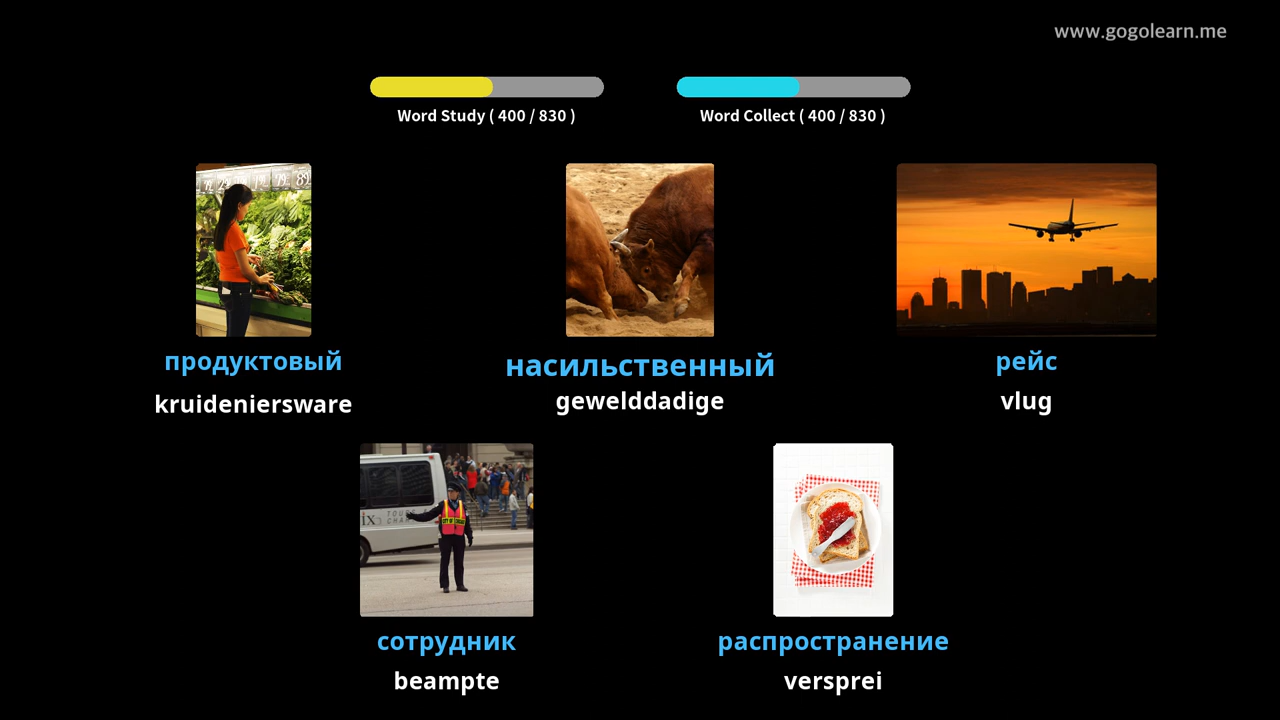 www.gogolearn.me
Word Study ( 400 / 830 )
Word Collect ( 400 / 830 )
продуктовый
kruideniersware
насильственный
gewelddadige
рейс
vlug
сотрудник
beampte
распространение
versprei